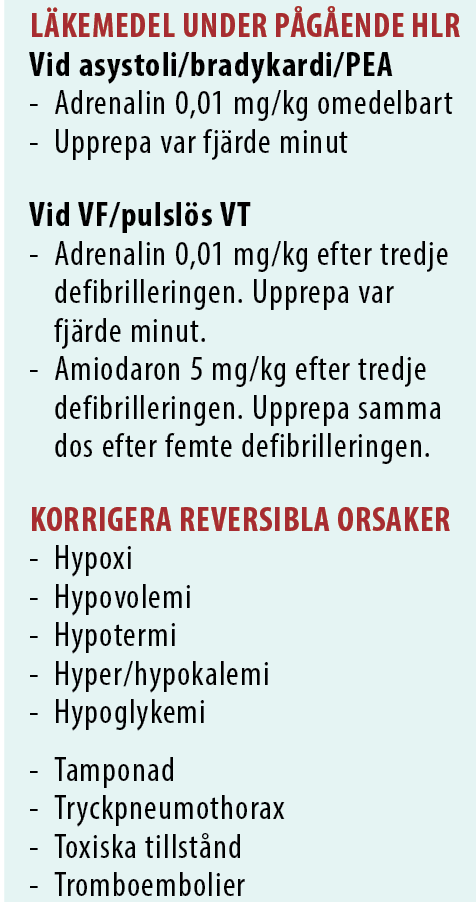 LÄKEMEDEL UNDER PÅGÅENDE HLR
Vid asystoli/bradykardi/PEA
- Adrenalin 0,01 mg/kg omedelbart
- Upprepa var fjärde minut
Vid VF/pulslös VT
- Adrenalin 0,01 mg/kg efter tredje
defibrilleringen. Upprepa var
fjärde minut.
- Amiodaron 5 mg/kg efter tredje
defibrilleringen. Upprepa samma
dos efter femte defibrilleringen.
KORRIGERA REVERSIBLA ORSAKER
- Hypoxi
- Hypovolemi
- Hypotermi
- Hyper/hypokalemi
- Hypoglykemi
- Tamponad
- Tryckpneumothorax
- Toxiska tillstånd
- Tromboembolier